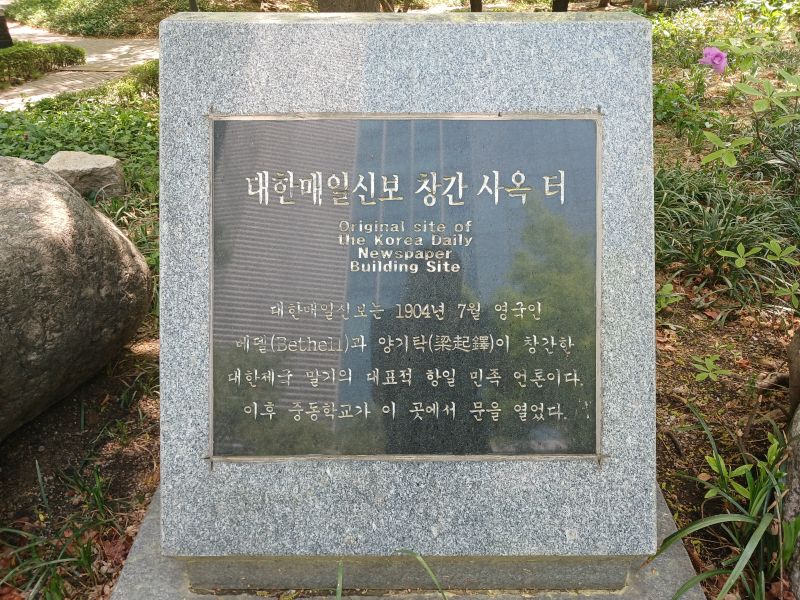 대한매일신보 창간 사옥 터
Original site of
the Korea Daily
Newspaper
Building Site
대한매일신보는 1904년 7월 영국인
베델(Bethell)과 양기탁(梁起鐸)이 창간한
대한제국 말기의 대표적 항일 민족 언론이다.
이후 중동학교가 이 곳에서 문을 열었다.